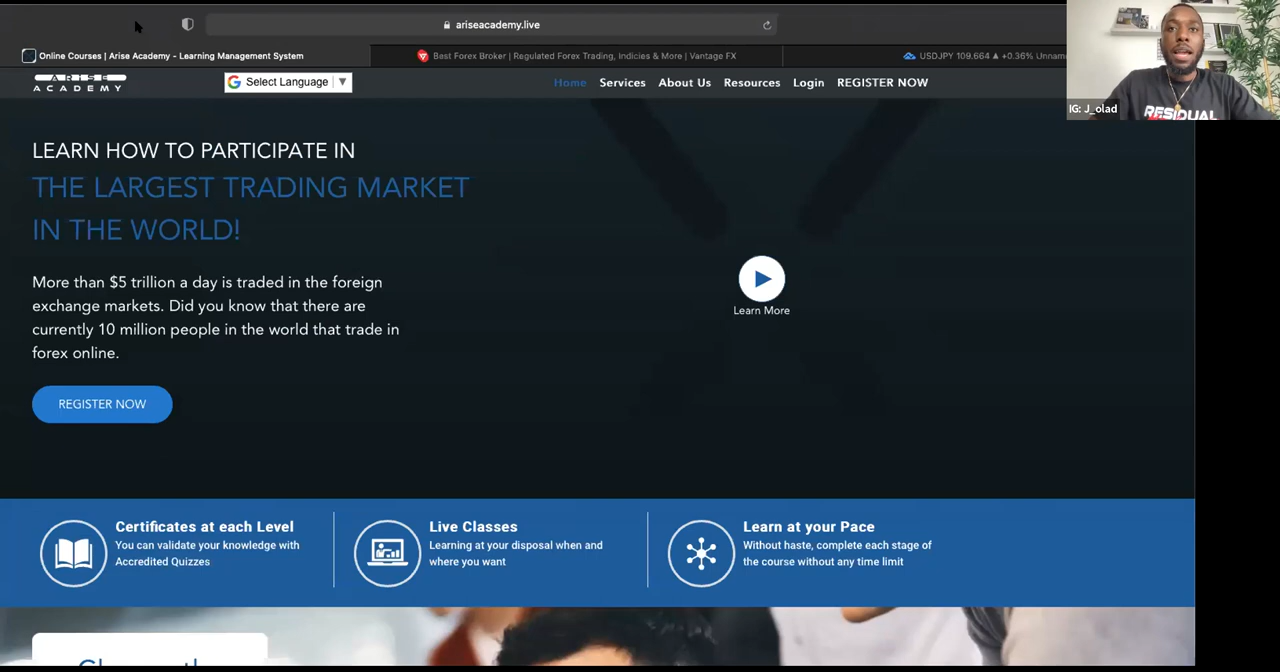 ariseacademy.live
Online Courses | Arise Academy - Learning Management System
Best Forex Broker | Regulated Forex Trading, Indicies & More | Vantage FX
USDJPY 109.664 ▲ +0.36% Unnam
ARISE
ACADEMY
G Select Language ▼
Home Services About Us Resources Login REGISTER NOW
IG: J_olad
RESIDUAL
LEARN HOW TO PARTICIPATE IN
THE LARGEST TRADING MARKET
IN THE WORLD!
More than $5 trillion a day is traded in the foreign
exchange markets. Did you know that there are
currently 10 million people in the world that trade in
forex online.
Learn More
REGISTER NOW
Certificates at each Level
You can validate your knowledge with
Accredited Quizzes
Live Classes
Learning at your disposal when and
where you want
Learn at your Pace
Without haste, complete each stage of
the course without any time limit